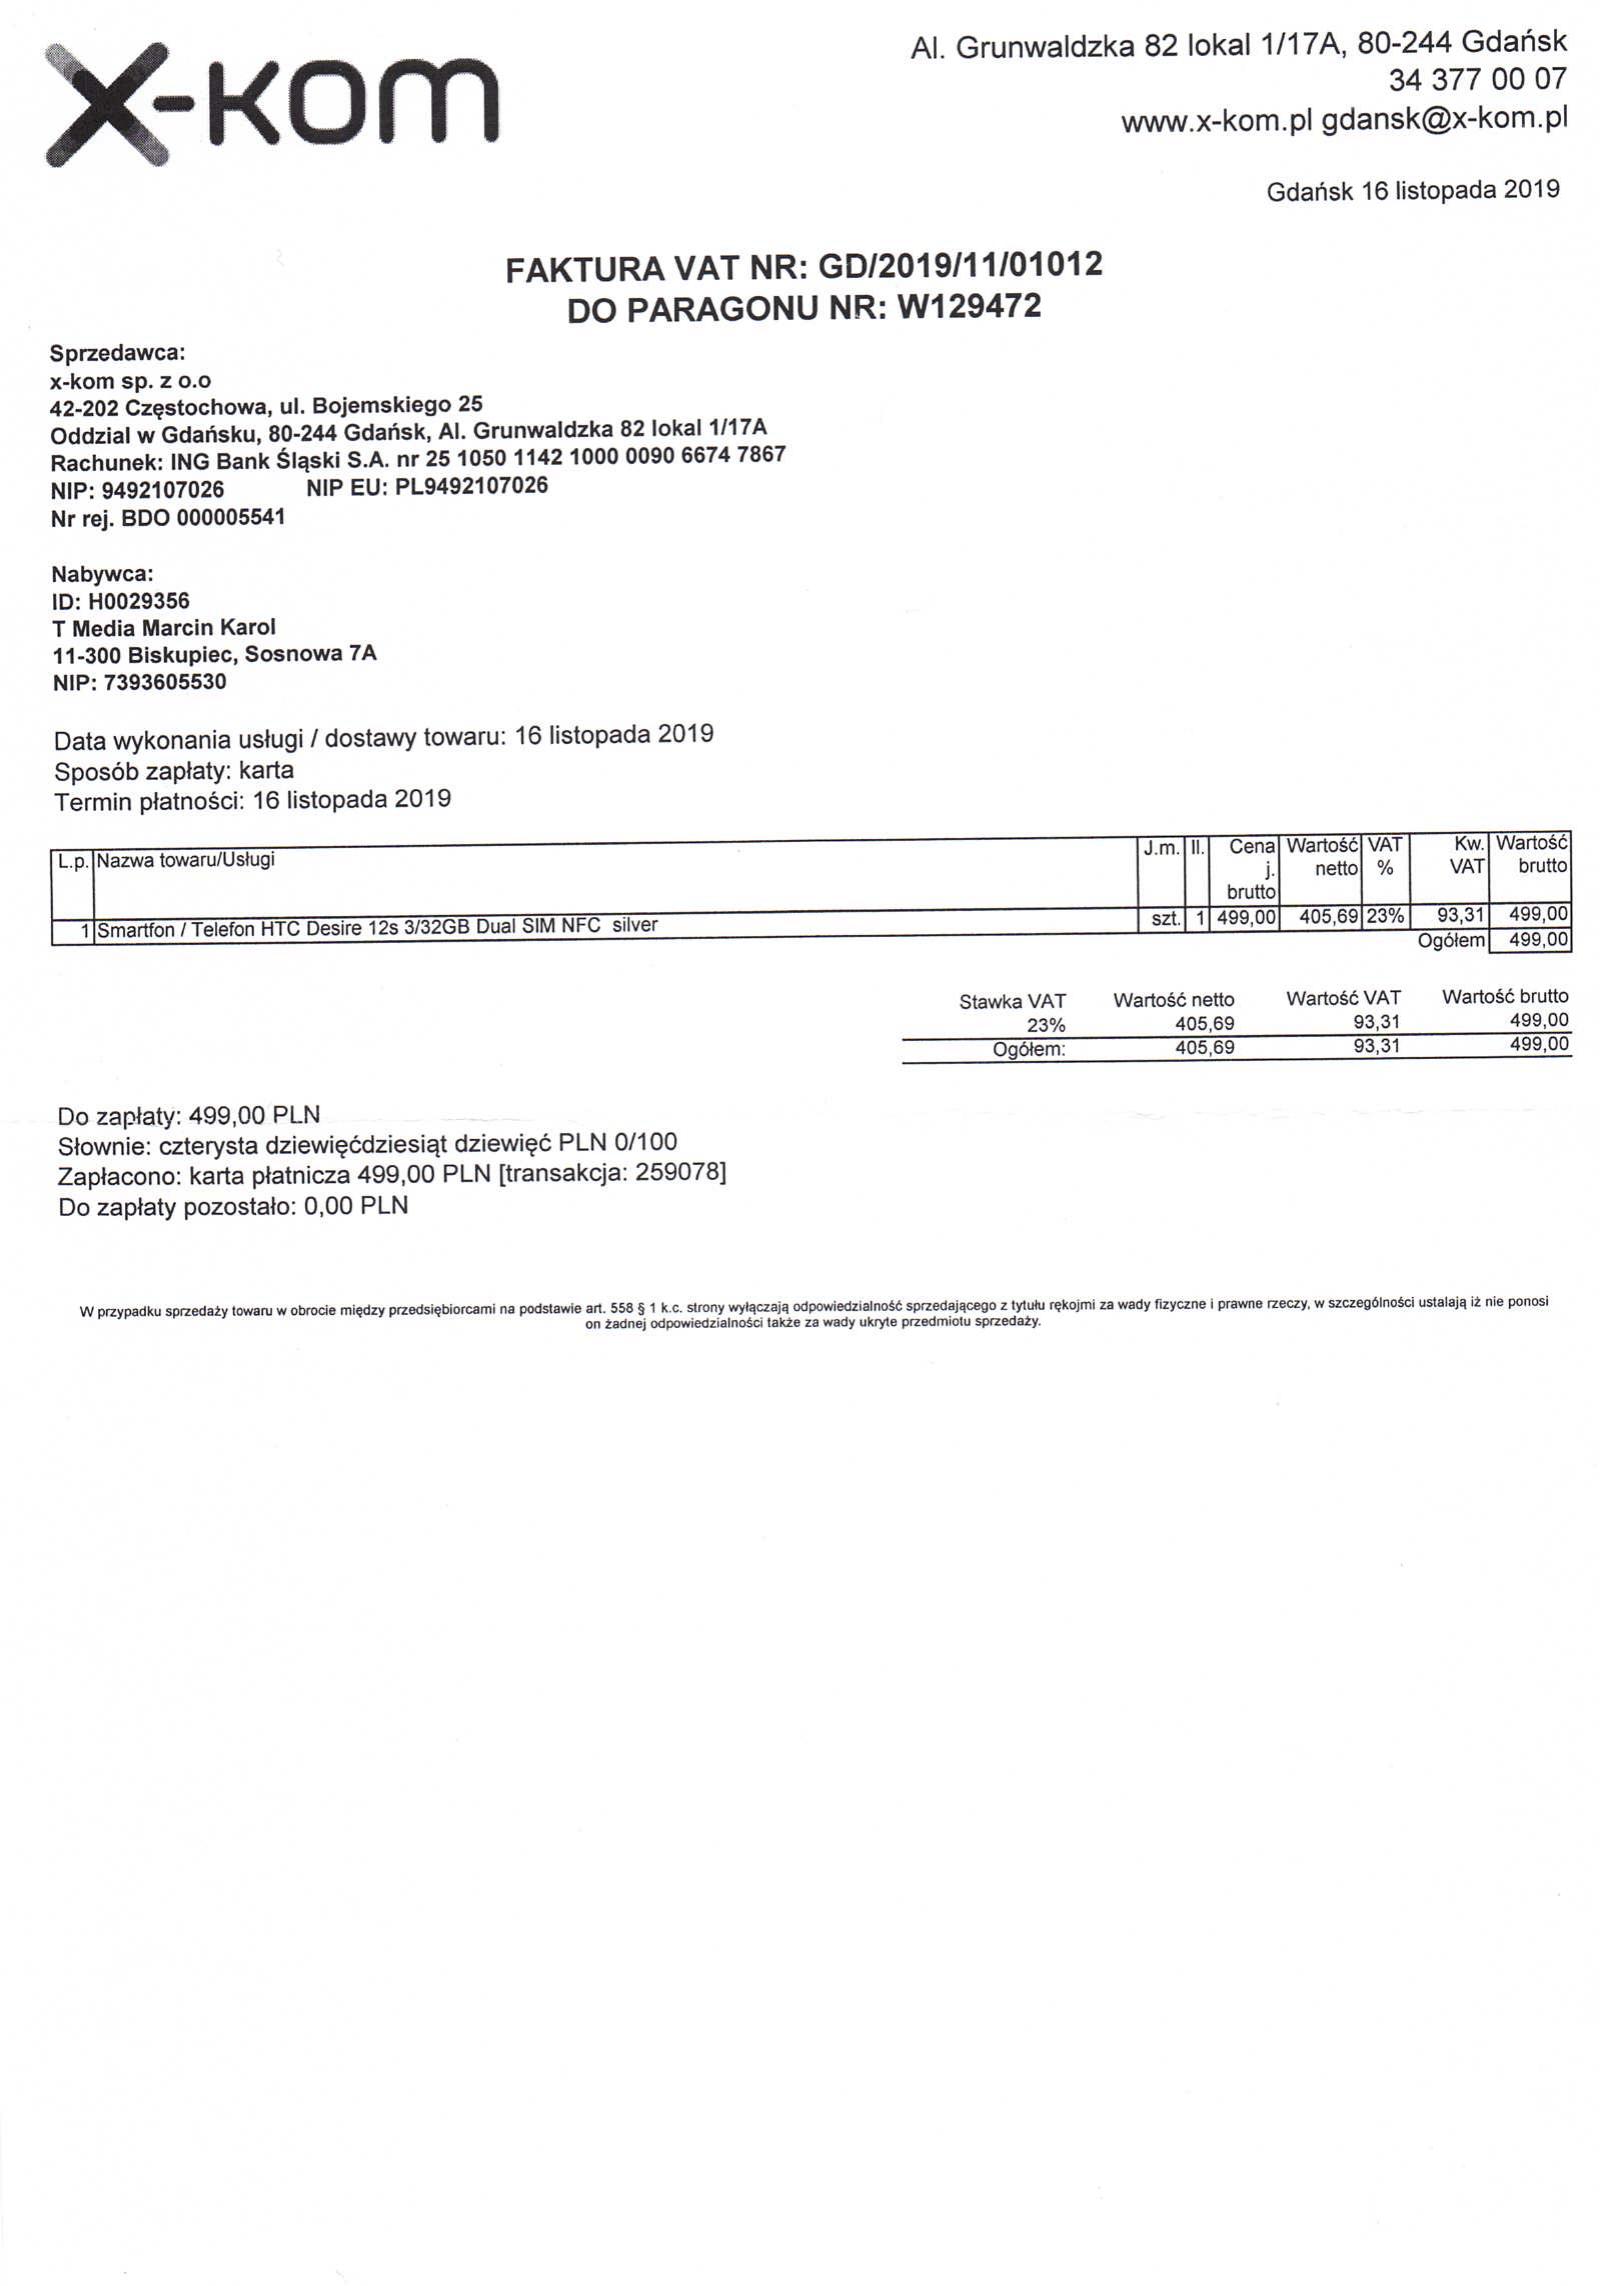 x-kom
Al. Grunwaldzka 82 lokal 1/17A, 80-244 Gdańsk
34 377 00 07
www.x-kom.pl gdansk@x-kom.pl
Gdańsk 16 listopada 2019
FAKTURA VAT NR: GD/2019/11/01012
DO PARAGONU NR: W129472
Sprzedawca:
x-kom sp. z o.o
42-202 Częstochowa, ul. Bojemskiego 25
Oddzial w Gdańsku, 80-244 Gdańsk, Al. Grunwaldzka 82 lokal 1/17A
Rachunek: ING Bank Śląski S.A. nr 25 1050 1142 1000 0090 6674 7867
NIP: 9492107026 NIP EU: PL9492107026
Nr rej. BDO 000005541
Nabywca:
ID: H0029356
T Media Marcin Karol
11-300 Biskupiec, Sosnowa 7A
NIP: 7393605530
Data wykonania usługi / dostawy towaru: 16 listopada 2019
Sposób zapłaty: karta
Termin płatności: 16 listopada 2019
L.p. Nazwa towaru/Usługi J.m. Il. Cena j. brutto Wartość netto VAT % Kw. VAT Wartość brutto
1 Smartfon / Telefon HTC Desire 12s 3/32GB Dual SIM NFC silver szt. 1 499,00 405,69 23% 93,31 499,00
Ogółem 499,00
Stawka VAT Wartość netto Wartość VAT Wartość brutto
23% 405,69 93,31 499,00
Ogółem: 405,69 93,31 499,00
Do zapłaty: 499,00 PLN
Słownie: czterysta dziewięćdziesiąt dziewięć PLN 0/100
Zapłacono: karta płatnicza 499,00 PLN [transakcja: 259078]
Do zapłaty pozostało: 0,00 PLN
W przypadku sprzedaży towaru w obrocie między przedsiębiorcami na podstawie art. 558 § 1 k.c. strony wyłączają odpowiedzialność sprzedającego z tytułu rękojmi za wady fizyczne i prawne rzeczy, w szczególności ustalają iż nie ponosi
on żadnej odpowiedzialności także za wady ukryte przedmiotu sprzedaży.